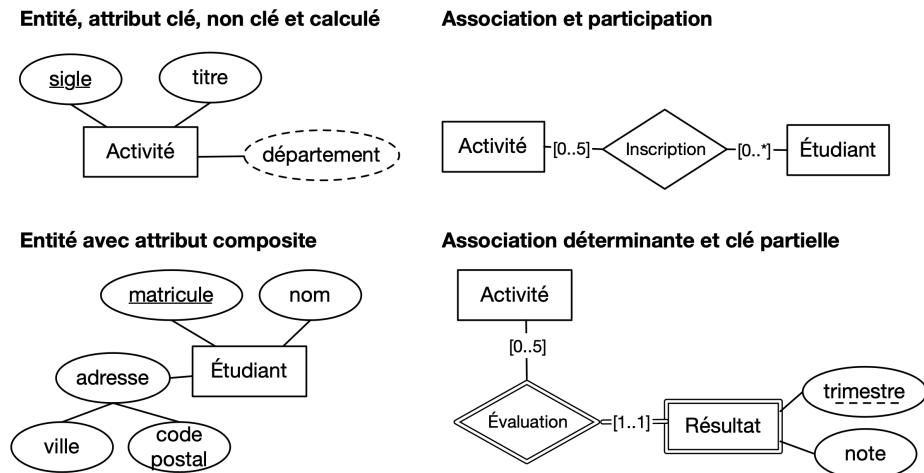 Entité, attribut clé, non clé et calculé
sigle
titre
Activité
département
Association et participation
Activité
[0..5]
Inscription
[0..*]
Étudiant
Entité avec attribut composite
matricule
nom
adresse
Étudiant
ville
code
postal
Association déterminante et clé partielle
Activité
[0..5]
Évaluation
[1..1]
Résultat
trimestre
note